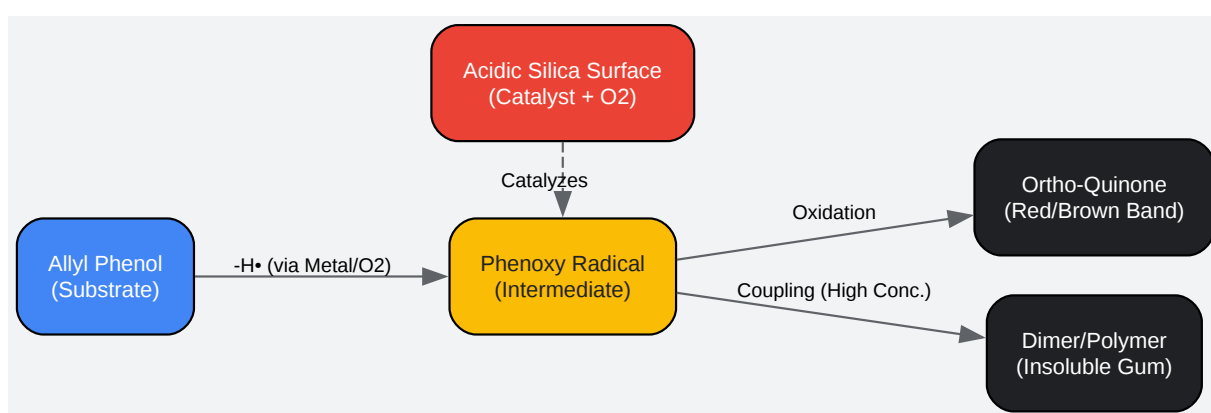 Acidic Silica Surface
(Catalyst + O2)
Catalyzes
Ortho-Quinone
(Red/Brown Band)
Oxidation
Allyl Phenol
(Substrate)
-H• (via Metal/O2)
Phenoxy Radical
(Intermediate)
Coupling (High Conc.)
Dimer/Polymer
(Insoluble Gum)